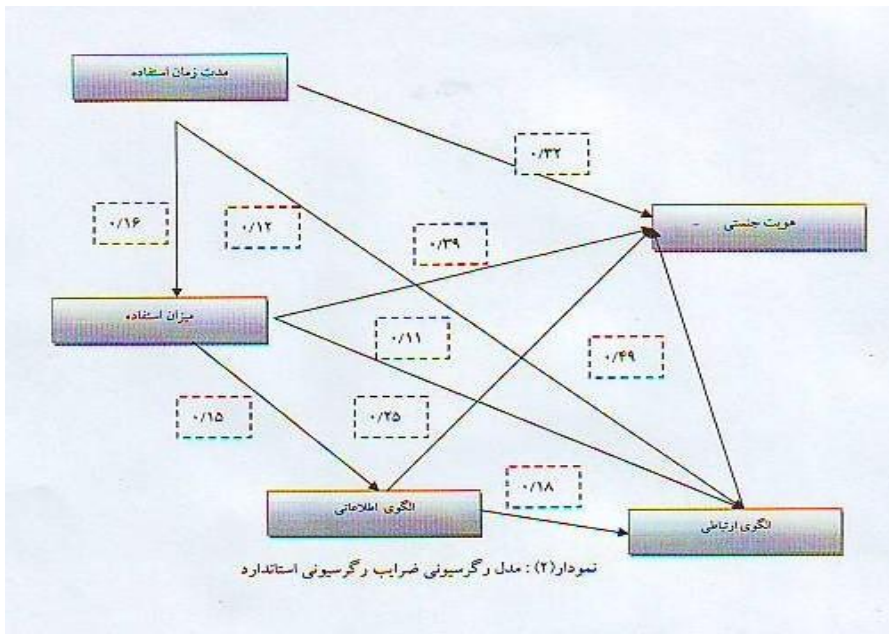 مدت زمان استفاده
۰/۳۲
هویت جنسی -
۰/۱۶
۰/۱۲
۰/۳۹
میزان استفاده
۰/۱۱
۰/۴۹
۰/۱۵
۰/۲۵
۰/۱۸
الگوی اطلاعاتی
الگوی ارتباطی
نمودار(۲) : مدل رگرسیونی ضرایب رگرسیونی استاندارد